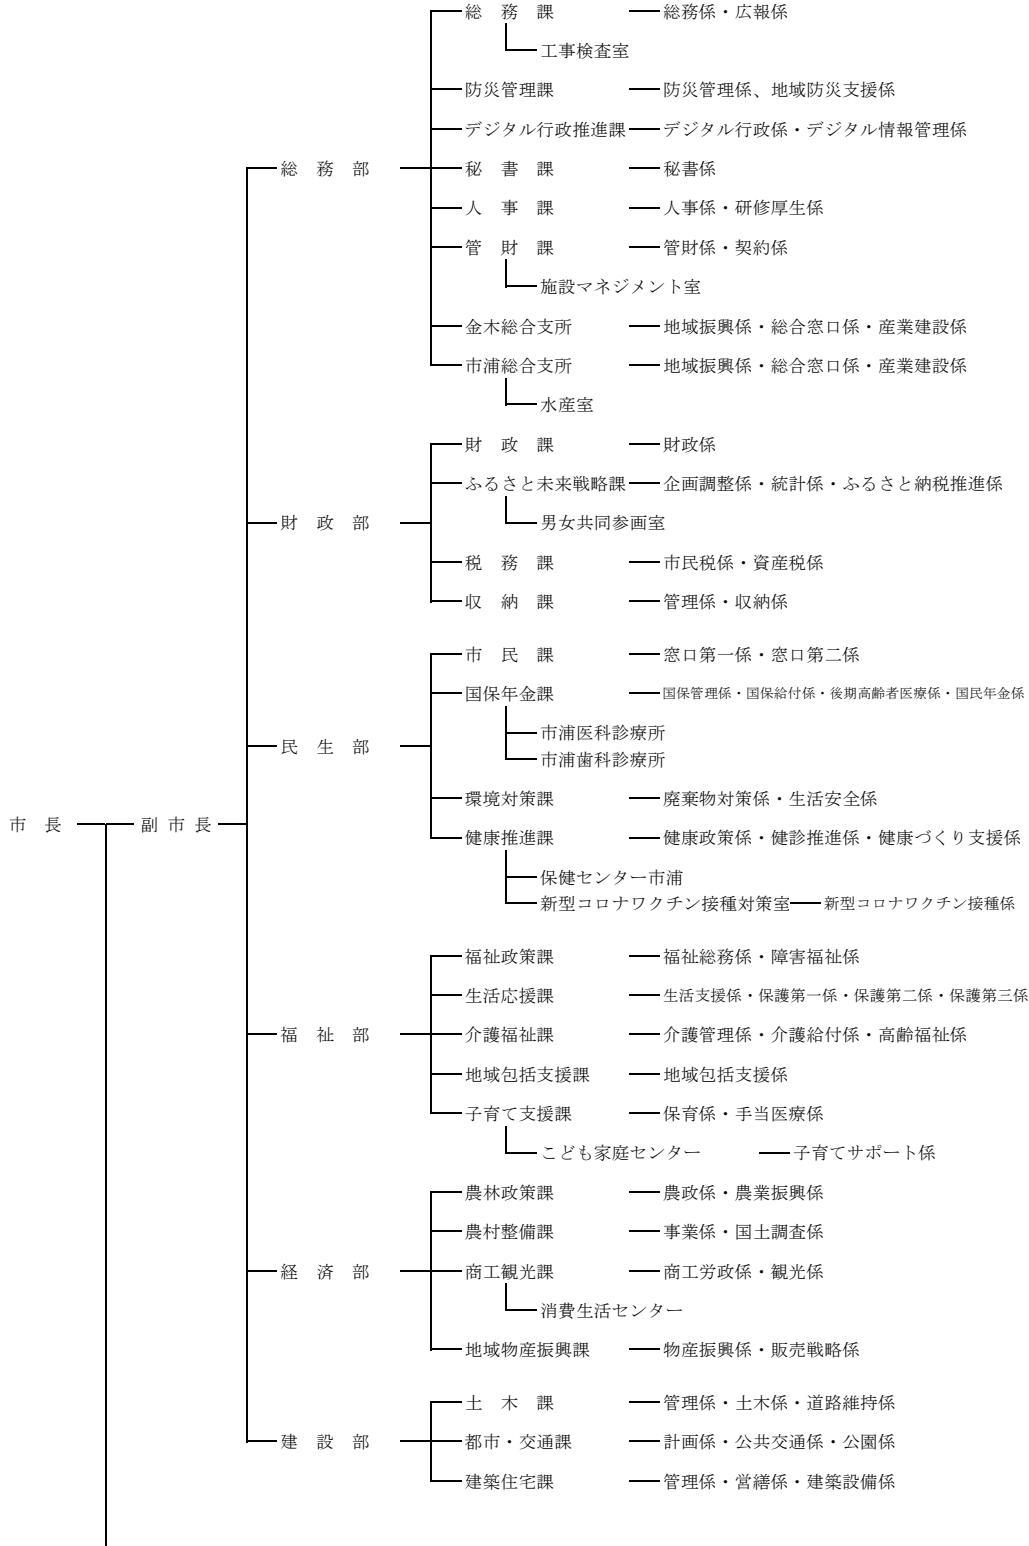 総　務　課　総務係・広報係
工事検査室
防災管理課　防災管理係、地域防災支援係
デジタル行政推進課　デジタル行政係・デジタル情報管理係
総　務　部　秘　書　課　秘書係
人　事　課　人事係・研修厚生係
管　財　課　管財係・契約係
施設マネジメント室
金木総合支所　地域振興係・総合窓口係・産業建設係
市浦総合支所　地域振興係・総合窓口係・産業建設係
水産室
財　政　課　財政係
ふるさと未来戦略課　企画調整係・統計係・ふるさと納税推進係
財　政　部　男女共同参画室
税　務　課　市民税係・資産税係
収　納　課　管理係・収納係
市　民　課　窓口第一係・窓口第二係
国保年金課　国保管理係・国保給付係・後期高齢者医療係・国民年金係
市浦医科診療所
民　生　部
市浦歯科診療所
環境対策課　廃棄物対策係・生活安全係
市　長　副 市 長
健康推進課　健康政策係・健診推進係・健康づくり支援係
保健センター市浦
新型コロナワクチン接種対策室　新型コロナワクチン接種係
福祉政策課　福祉総務係・障害福祉係
生活応援課　生活支援係・保護第一係・保護第二係・保護第三係
福　祉　部　介護福祉課　介護管理係・介護給付係・高齢福祉係
地域包括支援課　地域包括支援係
子育て支援課　保育係・手当医療係
こども家庭センター　子育てサポート係
農林政策課　農政係・農業振興係
農村整備課　事業係・国土調査係
経　済　部　商工観光課　商工労政係・観光係
消費生活センター
地域物産振興課　物産振興係・販売戦略係
土　木　課　管理係・土木係・道路維持係
建　設　部　都市・交通課　計画係・公共交通係・公園係
建築住宅課　管理係・営繕係・建築設備係